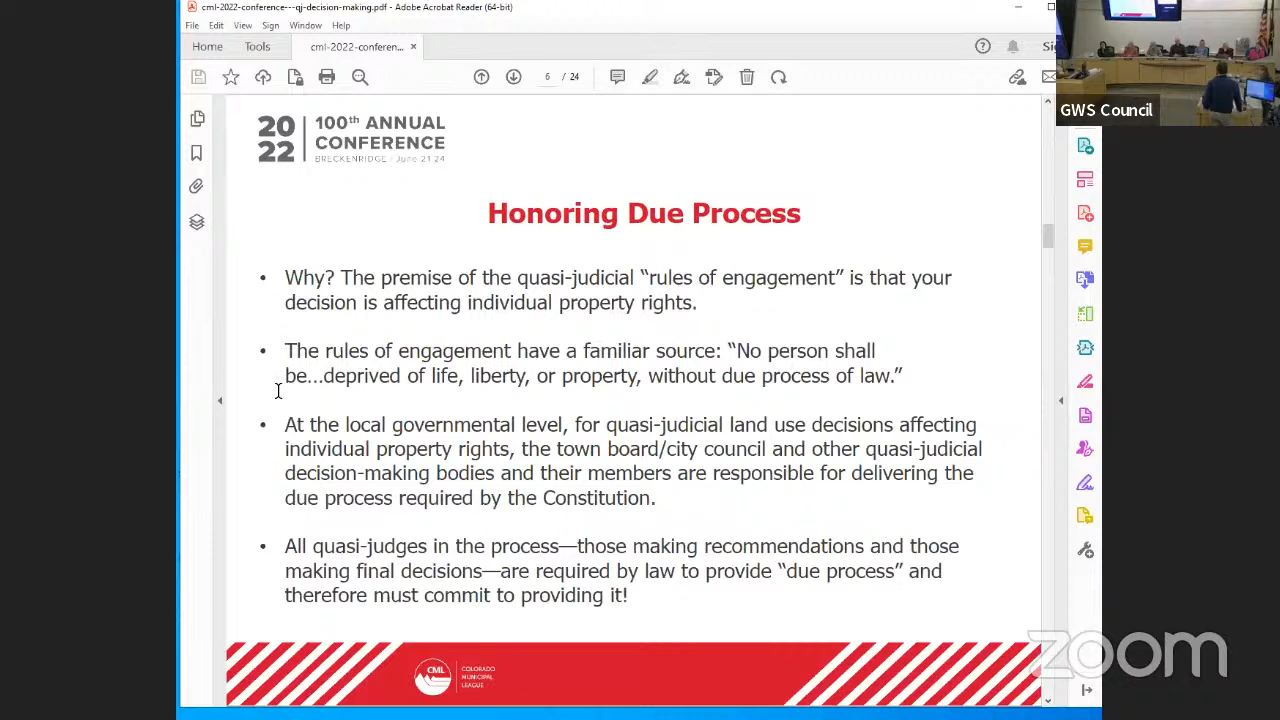 cml-2022-conference---qj-decision-making.pdf - Adobe Acrobat Reader (64-bit)
File Edit View Sign Window Help
Home Tools cml-2022-conferen... ×
6 / 24
GWS Council
2022
100th ANNUAL
CONFERENCE
BRECKENRIDGE | June 21-24
Honoring Due Process
• Why? The premise of the quasi-judicial “rules of engagement” is that your
decision is affecting individual property rights.
• The rules of engagement have a familiar source: “No person shall
be…deprived of life, liberty, or property, without due process of law.”
• At the local governmental level, for quasi-judicial land use decisions affecting
individual property rights, the town board/city council and other quasi-judicial
decision-making bodies and their members are responsible for delivering the
due process required by the Constitution.
• All quasi-judges in the process—those making recommendations and those
making final decisions—are required by law to provide “due process” and
therefore must commit to providing it!
CML
COLORADO
MUNICIPAL
LEAGUE
zoom